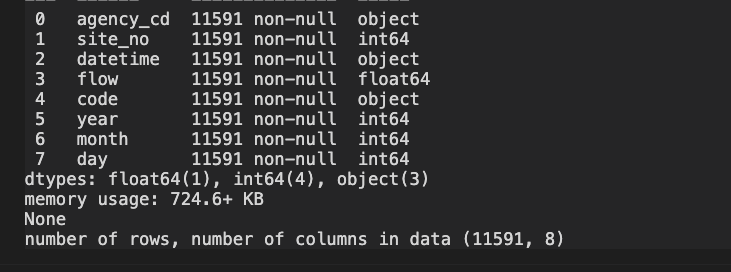 0 agency_cd 11591 non-null object
1 site_no 11591 non-null int64
2 datetime 11591 non-null object
3 flow 11591 non-null float64
4 code 11591 non-null object
5 year 11591 non-null int64
6 month 11591 non-null int64
7 day 11591 non-null int64
dtypes: float64(1), int64(4), object(3)
memory usage: 724.6+ KB
None
number of rows, number of columns in data (11591, 8)